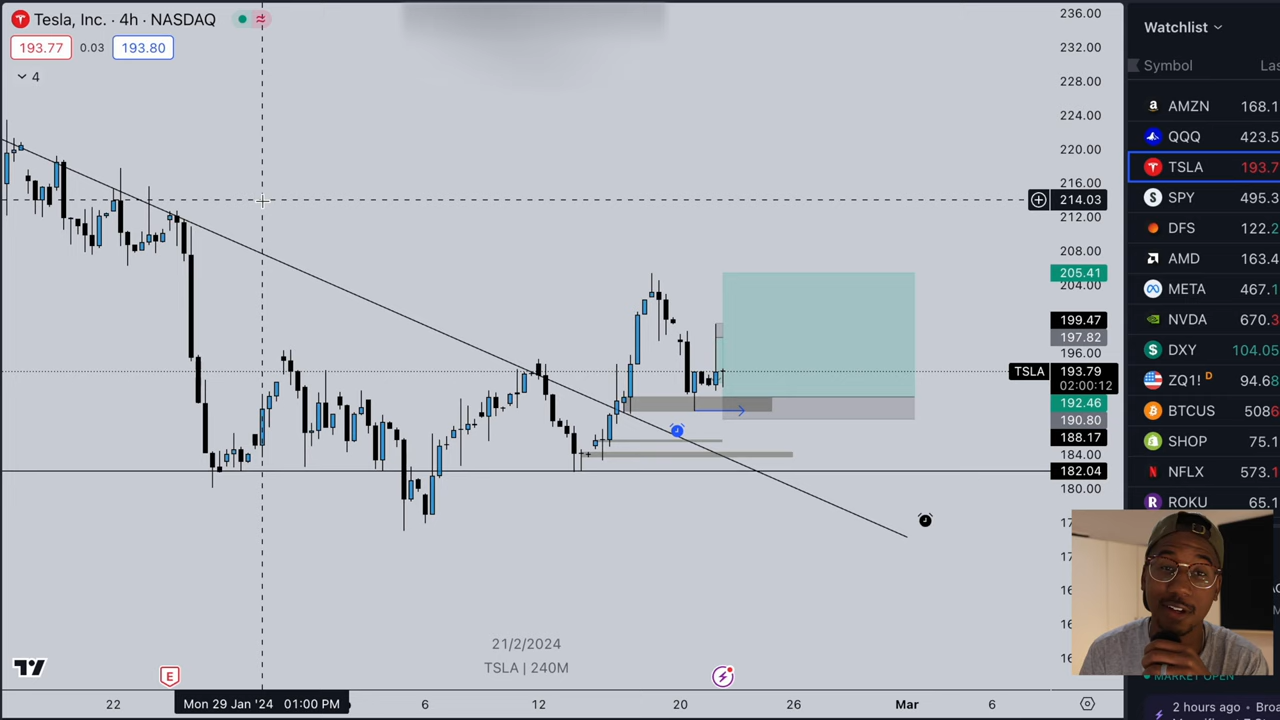 Tesla, Inc. · 4h · NASDAQ
193.77 0.03 193.80
4
236.00
232.00
228.00
224.00
220.00
216.00
214.03
212.00
208.00
205.41
204.00
199.47
197.82
196.00
TSLA 193.79
02:00:12
192.46
190.80
188.17
184.00
182.04
180.00
Watchlist
Symbol
AMZN 168.1
QQQ 423.5
TSLA 193.7
SPY 495.3
DFS 122.2
AMD 163.4
META 467.1
NVDA 670.3
DXY 104.05
ZQ1! D 94.68
BTCUS 5086
SHOP 75.1
NFLX 573.1
ROKU 65.1
21/2/2024
TSLA | 240M
E
22 Mon 29 Jan '24 01:00 PM 6 12 20 26 Mar 6
MARKET OPEN
2 hours ago • Broa